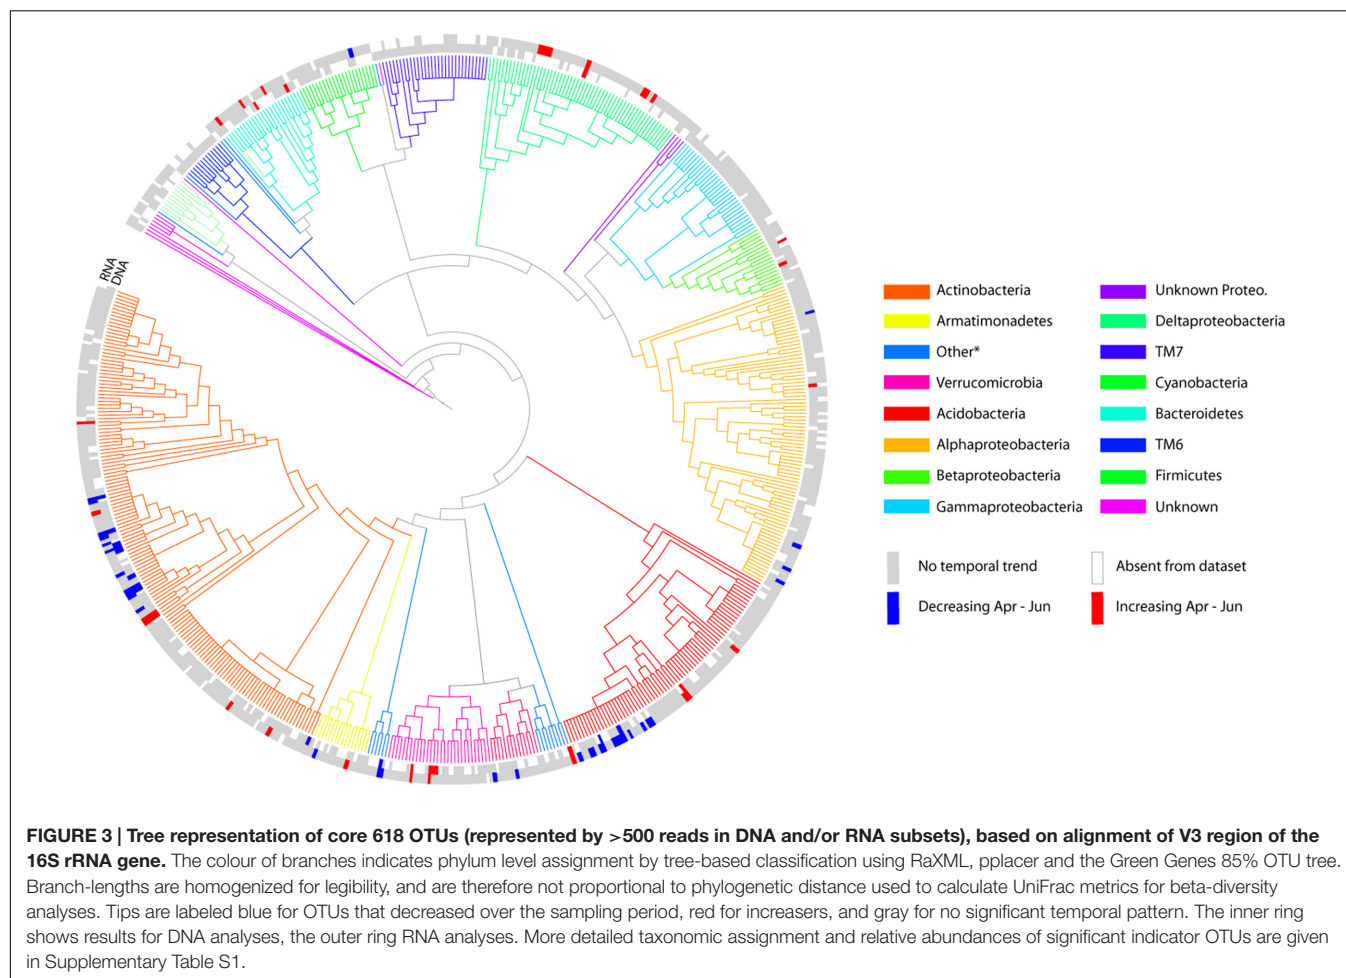 RNA
DNA
Actinobacteria
Armatimonadetes
Other*
Verrucomicrobia
Acidobacteria
Alphaproteobacteria
Betaproteobacteria
Gammaproteobacteria
Unknown Proteo.
Deltaproteobacteria
TM7
Cyanobacteria
Bacteroidetes
TM6
Firmicutes
Unknown
No temporal trend
Decreasing Apr - Jun
Absent from dataset
Increasing Apr - Jun
FIGURE 3 | Tree representation of core 618 OTUs (represented by >500 reads in DNA and/or RNA subsets), based on alignment of V3 region of the
16S rRNA gene. The colour of branches indicates phylum level assignment by tree-based classification using RaXML, pplacer and the Green Genes 85% OTU tree.
Branch-lengths are homogenized for legibility, and are therefore not proportional to phylogenetic distance used to calculate UniFrac metrics for beta-diversity
analyses. Tips are labeled blue for OTUs that decreased over the sampling period, red for increasers, and gray for no significant temporal pattern. The inner ring
shows results for DNA analyses, the outer ring RNA analyses. More detailed taxonomic assignment and relative abundances of significant indicator OTUs are given
in Supplementary Table S1.